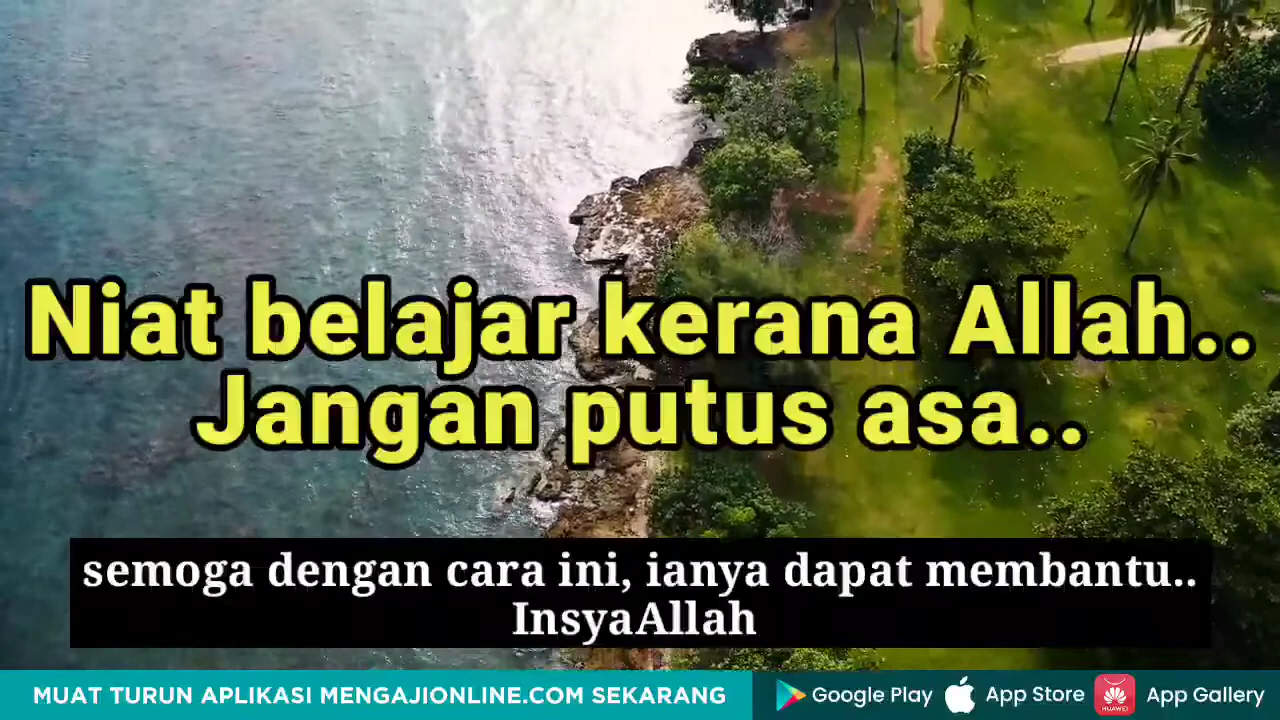 Niat belajar kerana Allah..
Jangan putus asa..
semoga dengan cara ini, ianya dapat membantu..
InsyaAllah
MUAT TURUN APLIKASI MENGAJIONLINE.COM SEKARANG
Google Play
App Store
HUAWEI
App Gallery